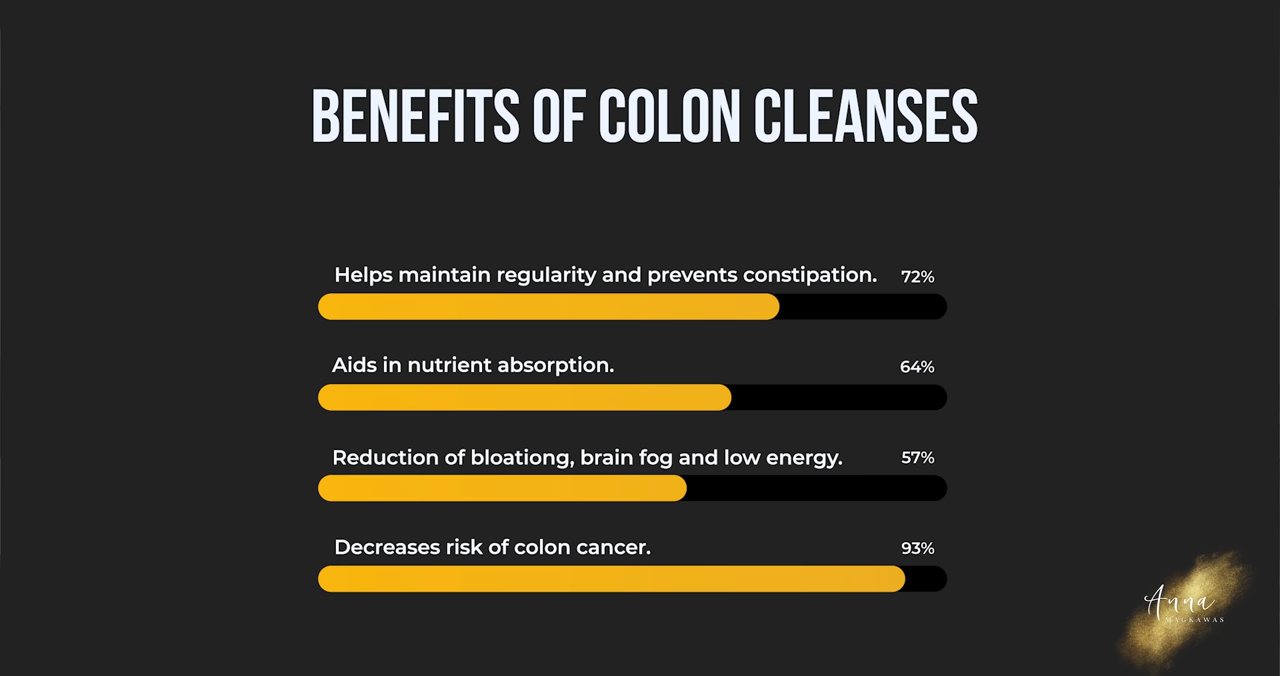 BENEFITS OF COLON CLEANSES
Helps maintain regularity and prevents constipation. 72%
Aids in nutrient absorption. 64%
Reduction of bloationg, brain fog and low energy. 57%
Decreases risk of colon cancer. 93%
Anna
MAGKAWAS